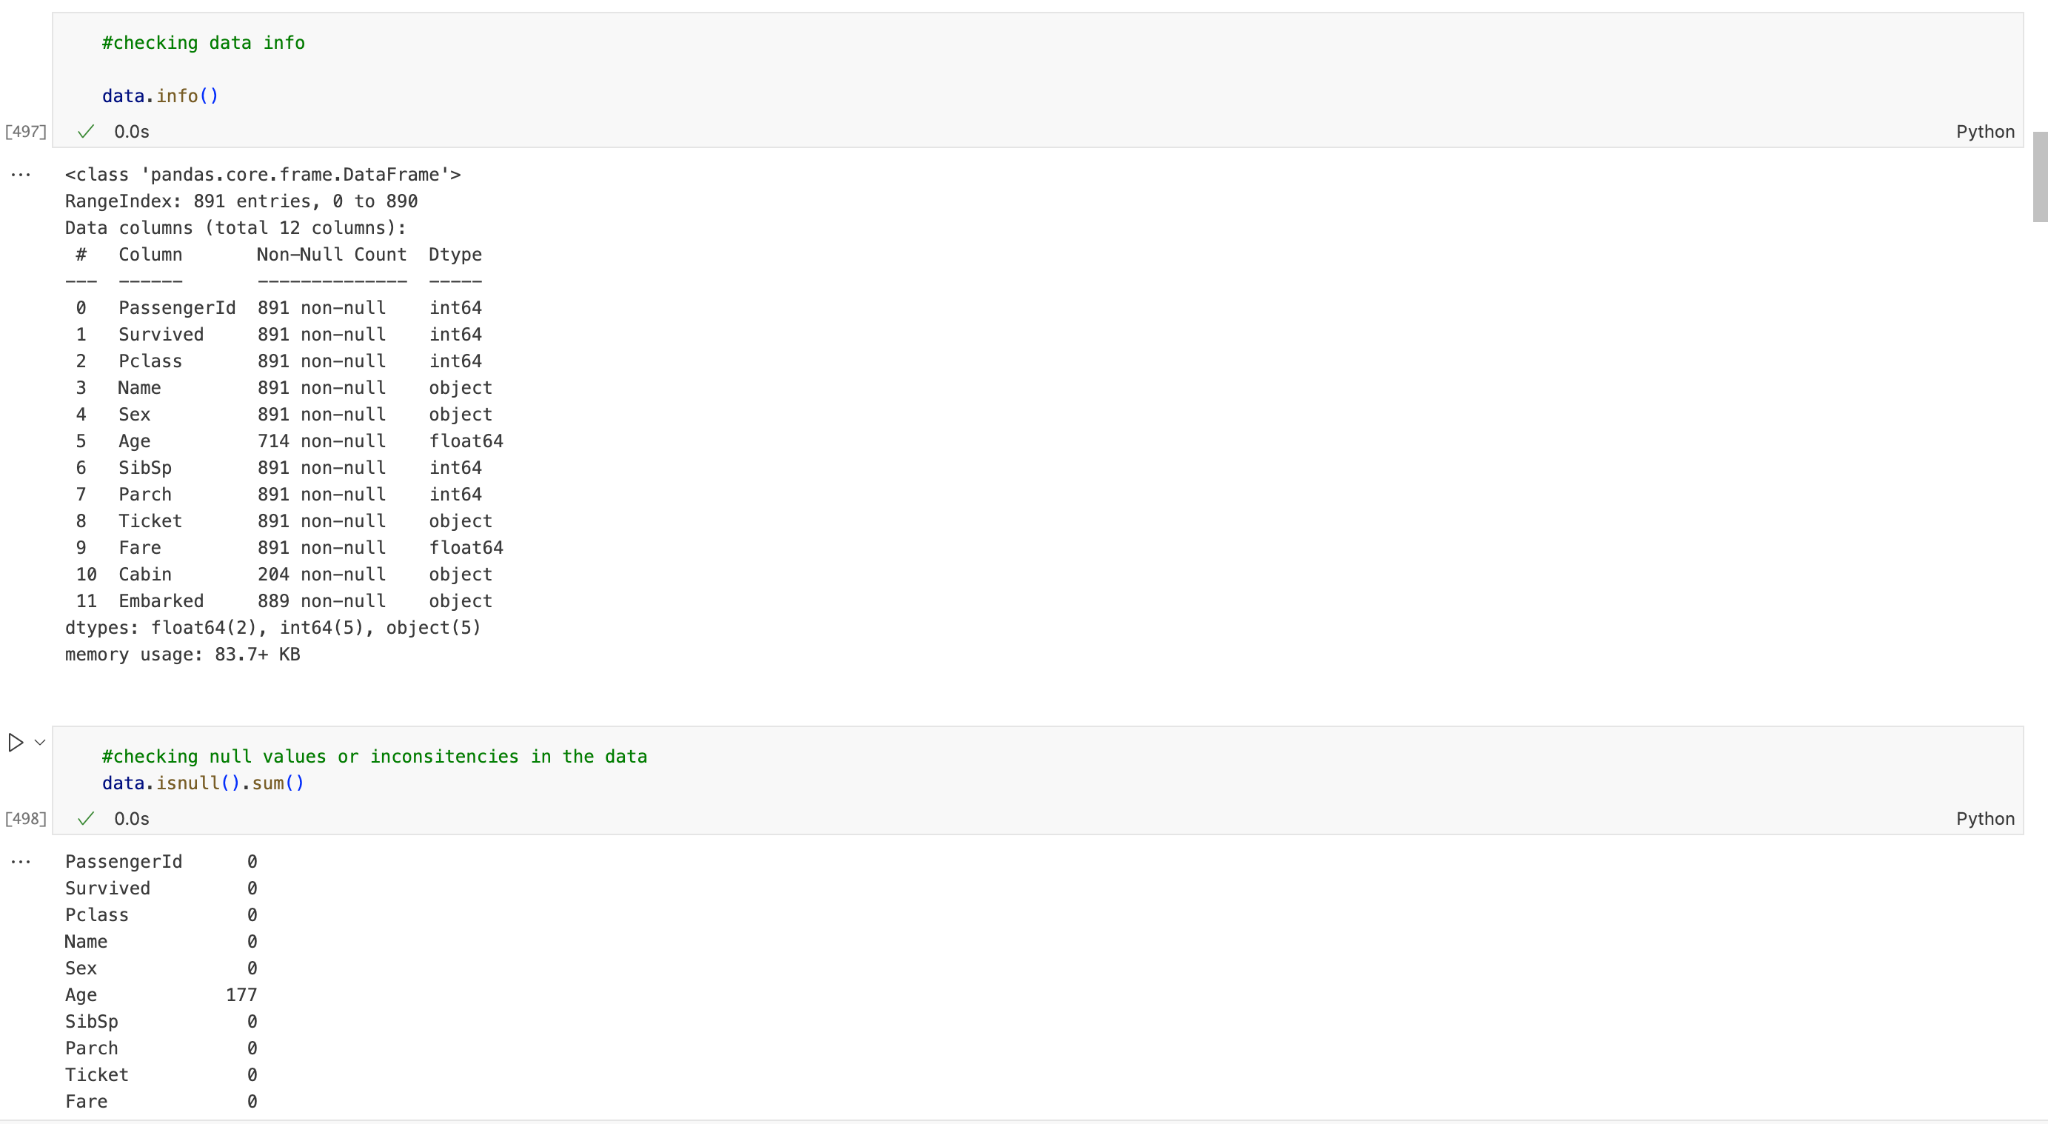 #checking data info
data.info()
[497]
0.0s
Python
...
<class 'pandas.core.frame.DataFrame'>
RangeIndex: 891 entries, 0 to 890
Data columns (total 12 columns):
 #   Column       Non-Null Count  Dtype
---  ------       --------------  -----
 0   PassengerId  891 non-null    int64
 1   Survived     891 non-null    int64
 2   Pclass       891 non-null    int64
 3   Name         891 non-null    object
 4   Sex          891 non-null    object
 5   Age          714 non-null    float64
 6   SibSp        891 non-null    int64
 7   Parch        891 non-null    int64
 8   Ticket       891 non-null    object
 9   Fare         891 non-null    float64
 10  Cabin        204 non-null    object
 11  Embarked     889 non-null    object
dtypes: float64(2), int64(5), object(5)
memory usage: 83.7+ KB
#checking null values or inconsitencies in the data
data.isnull().sum()
[498]
0.0s
Python
...
PassengerId      0
Survived         0
Pclass           0
Name             0
Sex              0
Age            177
SibSp            0
Parch            0
Ticket           0
Fare             0